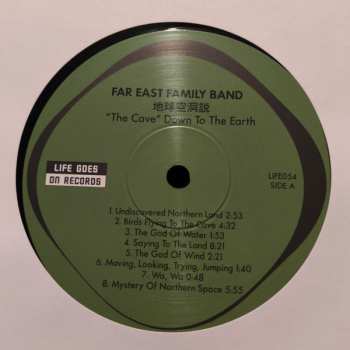 FAR EAST FAMILY BAND
地球空洞説
"The Cave" Down To The Earth
LIFE GOES
ON RECORDS
LIFE054
SIDE A
1. Undiscovered Northern Land 2:53
2. Birds Flying To The Cave 4:32
3. The God Of Water 1:53
4. Saying To The Land 8:21
5. The God Of Wind 2:21
6. Moving, Looking, Trying, Jumping 1:40
7. Wa, Wa 0:48
8. Mystery Of Northern Space 5:55